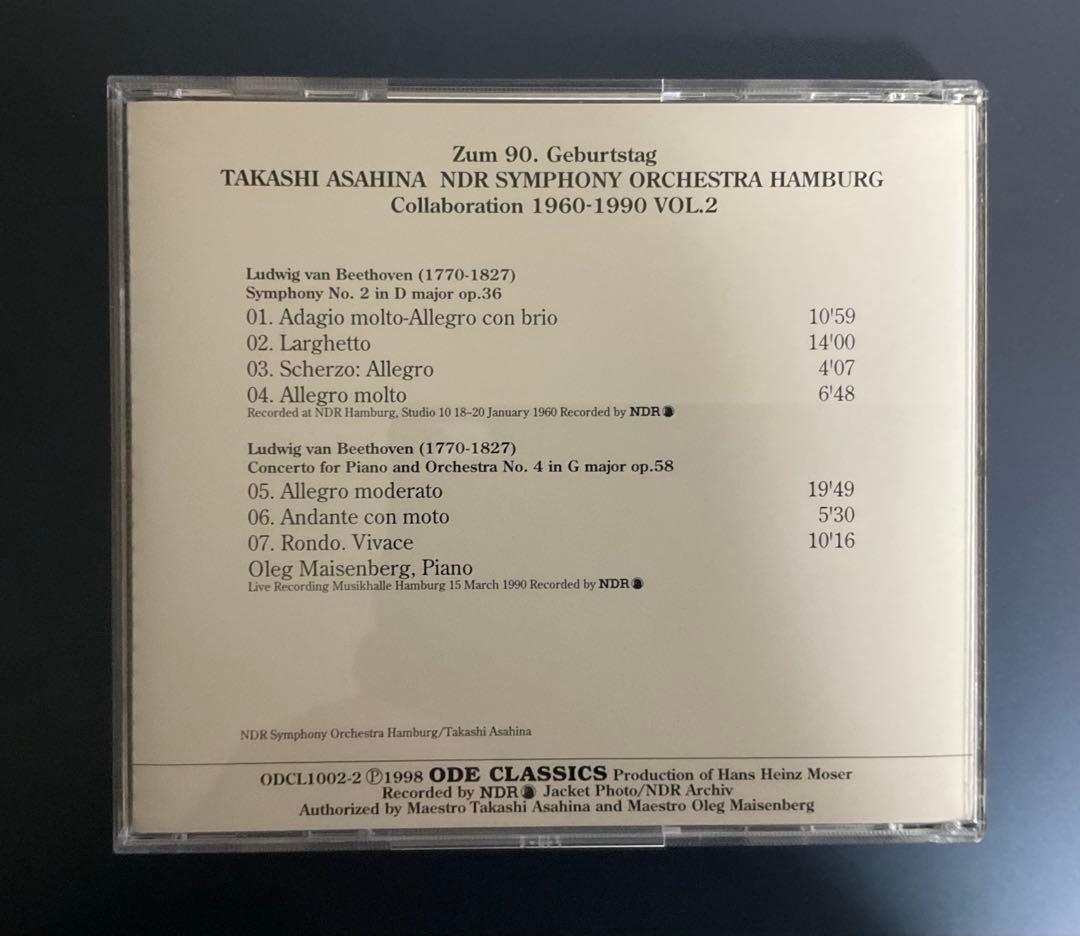 Zum 90. Geburtstag
TAKASHI ASAHINA NDR SYMPHONY ORCHESTRA HAMBURG
Collaboration 1960-1990 VOL.2
Ludwig van Beethoven (1770-1827)
Symphony No. 2 in D major op.36
01. Adagio molto-Allegro con brio 10'59
02. Larghetto 14'00
03. Scherzo: Allegro 4'07
04. Allegro molto 6'48
Recorded at NDR Hamburg, Studio 10 18–20 January 1960 Recorded by NDR
Ludwig van Beethoven (1770-1827)
Concerto for Piano and Orchestra No. 4 in G major op.58
05. Allegro moderato 19'49
06. Andante con moto 5'30
07. Rondo. Vivace 10'16
Oleg Maisenberg, Piano
Live Recording Musikhalle Hamburg 15 March 1990 Recorded by NDR
NDR Symphony Orchestra Hamburg/Takashi Asahina
ODCL1002-2 Ⓟ1998 ODE CLASSICS Production of Hans Heinz Moser
Recorded by NDR Jacket Photo/NDR Archiv
Authorized by Maestro Takashi Asahina and Maestro Oleg Maisenberg